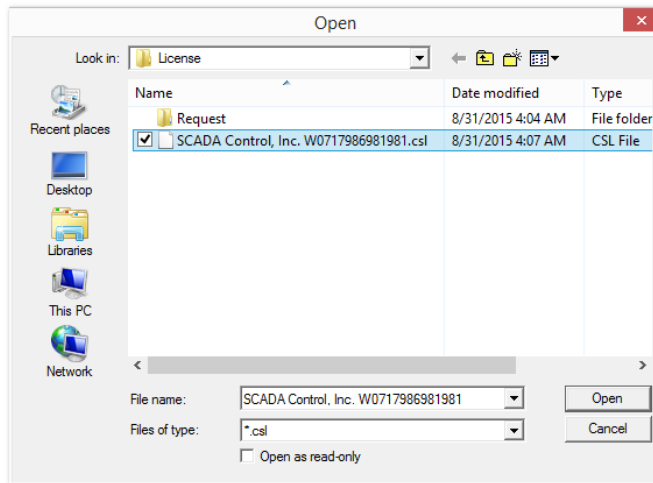 Open
Look in: License
Name Date modified Type
Request 8/31/2015 4:04 AM File folder
SCADA Control, Inc. W0717986981981.csl 8/31/2015 4:07 AM CSL File
Recent places
Desktop
Libraries
This PC
Network
File name: SCADA Control, Inc. W0717986981981 Open
Files of type: *.csl Cancel
Open as read-only